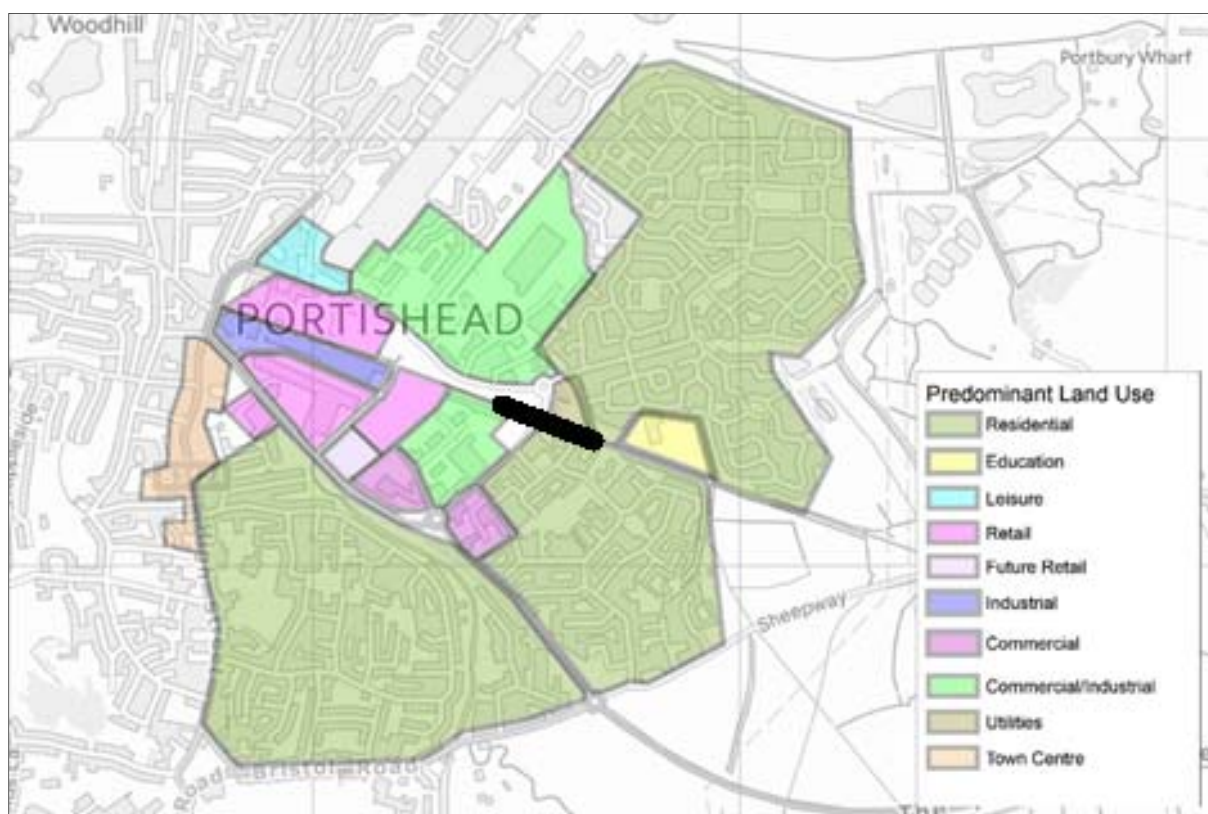 Woodhill
Portbury Wharf
PORTISHEAD
Predominant Land Use
Residential
Education
Leisure
Retail
Future Retail
Industrial
Commercial
Commercial/Industrial
Utilities
Town Centre
Sheepway
Road
Bristol Road